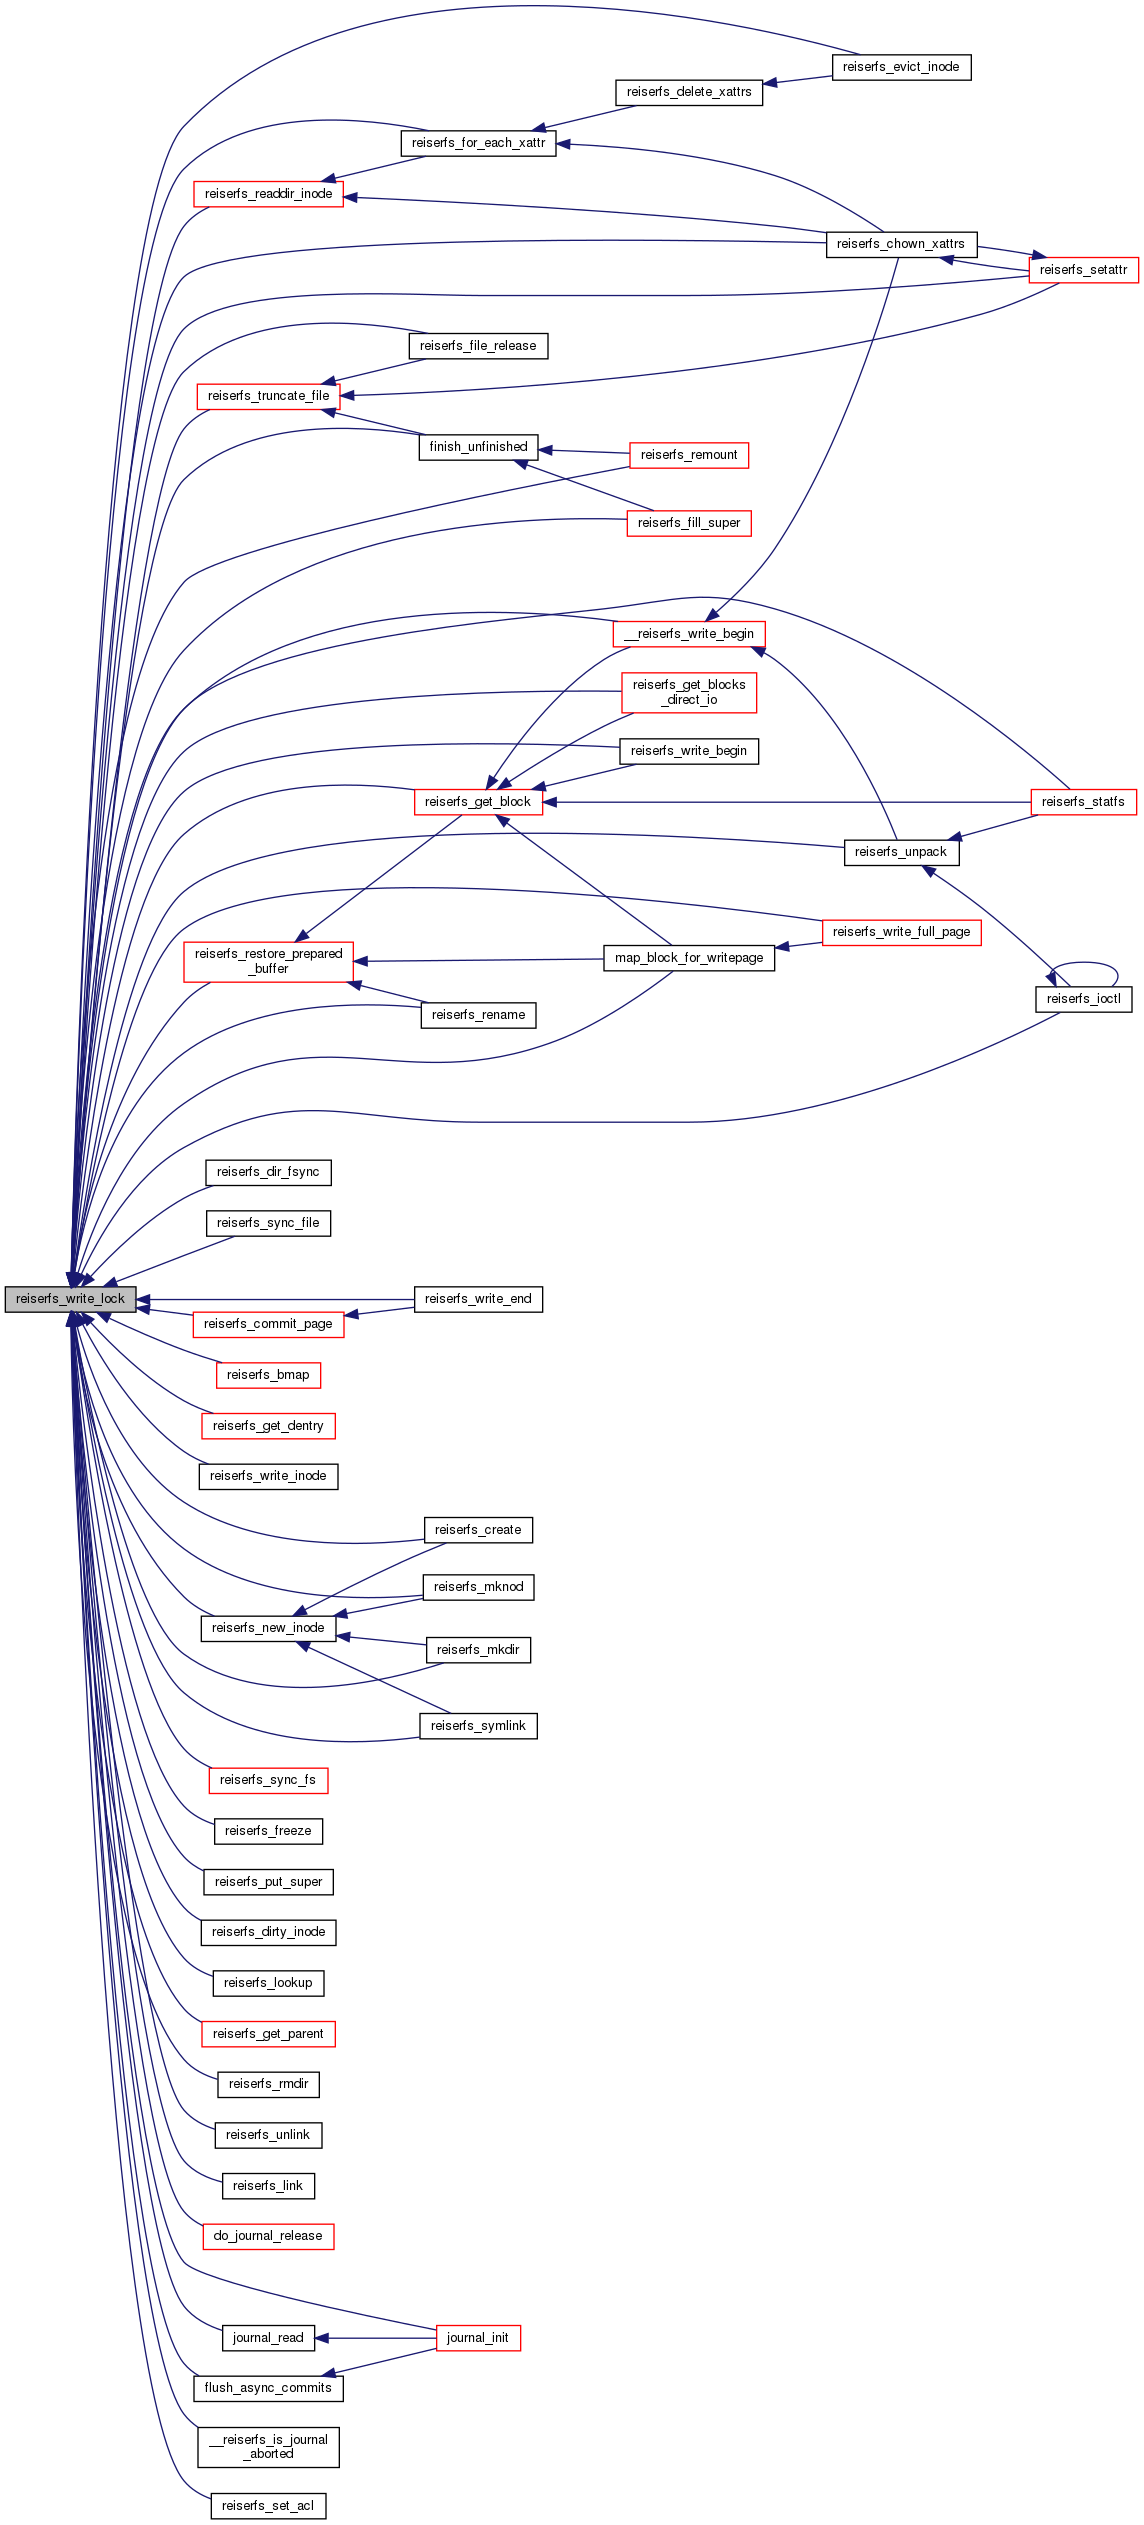 reiserfs_evict_inode
reiserfs_delete_xattrs
reiserfs_for_each_xattr
reiserfs_readdir_inode
reiserfs_chown_xattrs
reiserfs_setattr
reiserfs_file_release
reiserfs_truncate_file
finish_unfinished
reiserfs_remount
reiserfs_fill_super
__reiserfs_write_begin
reiserfs_get_blocks
_direct_io
reiserfs_write_begin
reiserfs_get_block
reiserfs_statfs
reiserfs_unpack
reiserfs_write_full_page
reiserfs_restore_prepared
_buffer
map_block_for_writepage
reiserfs_ioctl
reiserfs_rename
reiserfs_dir_fsync
reiserfs_sync_file
reiserfs_write_lock
reiserfs_write_end
reiserfs_commit_page
reiserfs_bmap
reiserfs_get_dentry
reiserfs_write_inode
reiserfs_create
reiserfs_mknod
reiserfs_new_inode
reiserfs_mkdir
reiserfs_symlink
reiserfs_sync_fs
reiserfs_freeze
reiserfs_put_super
reiserfs_dirty_inode
reiserfs_lookup
reiserfs_get_parent
reiserfs_rmdir
reiserfs_unlink
reiserfs_link
do_journal_release
journal_read
journal_init
flush_async_commits
__reiserfs_is_journal
_aborted
reiserfs_set_acl